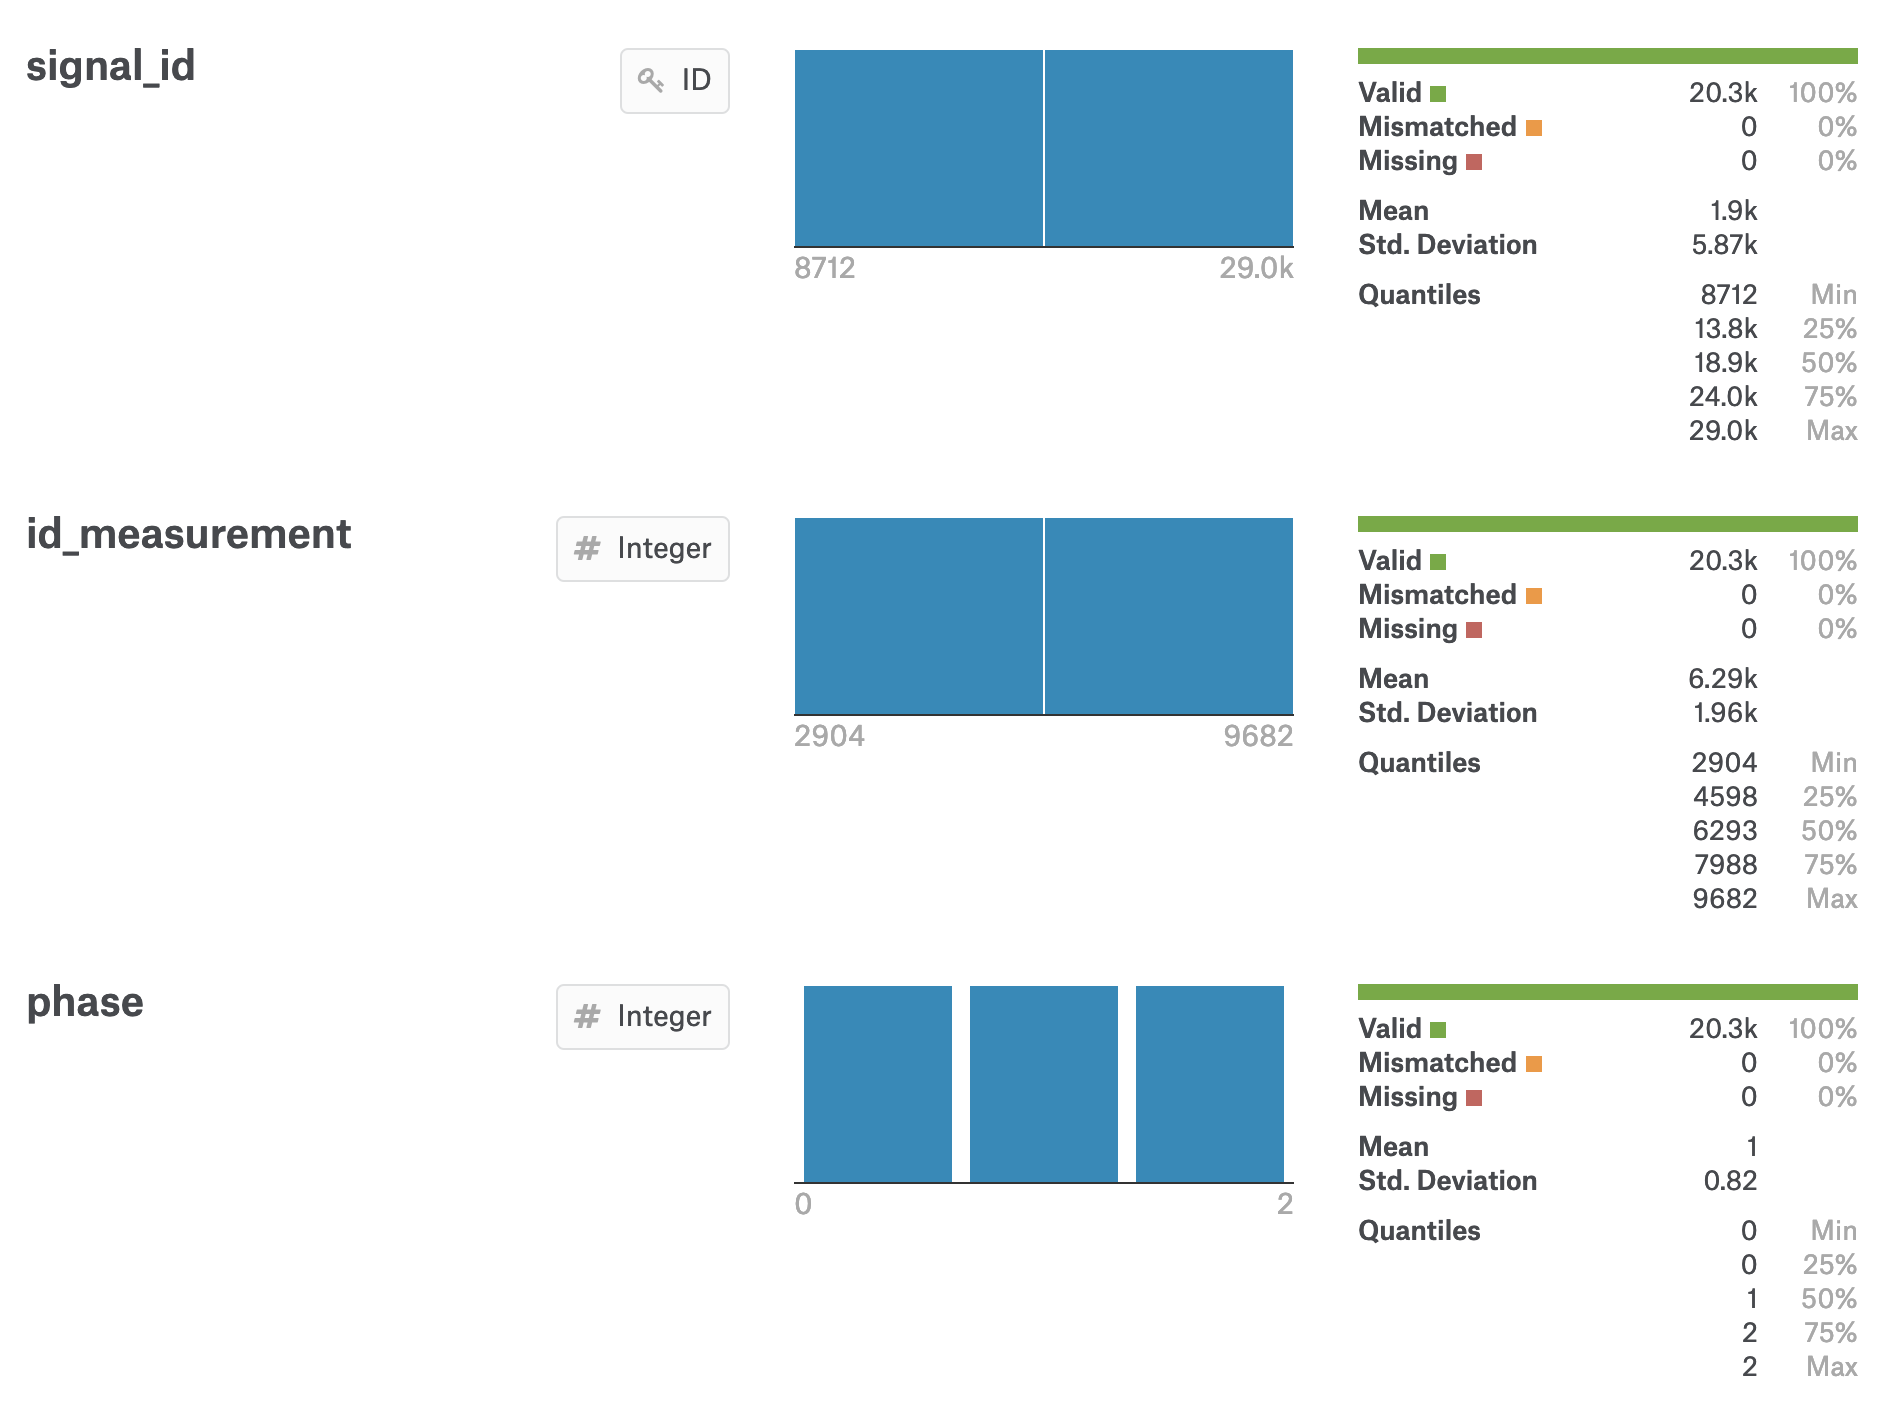 signal_id
ID
8712 29.0k
Valid 20.3k 100%
Mismatched 0 0%
Missing 0 0%
Mean 1.9k
Std. Deviation 5.87k
Quantiles 8712 Min
13.8k 25%
18.9k 50%
24.0k 75%
29.0k Max
id_measurement
# Integer
2904 9682
Valid 20.3k 100%
Mismatched 0 0%
Missing 0 0%
Mean 6.29k
Std. Deviation 1.96k
Quantiles 2904 Min
4598 25%
6293 50%
7988 75%
9682 Max
phase
# Integer
0 2
Valid 20.3k 100%
Mismatched 0 0%
Missing 0 0%
Mean 1
Std. Deviation 0.82
Quantiles 0 Min
0 25%
1 50%
2 75%
2 Max